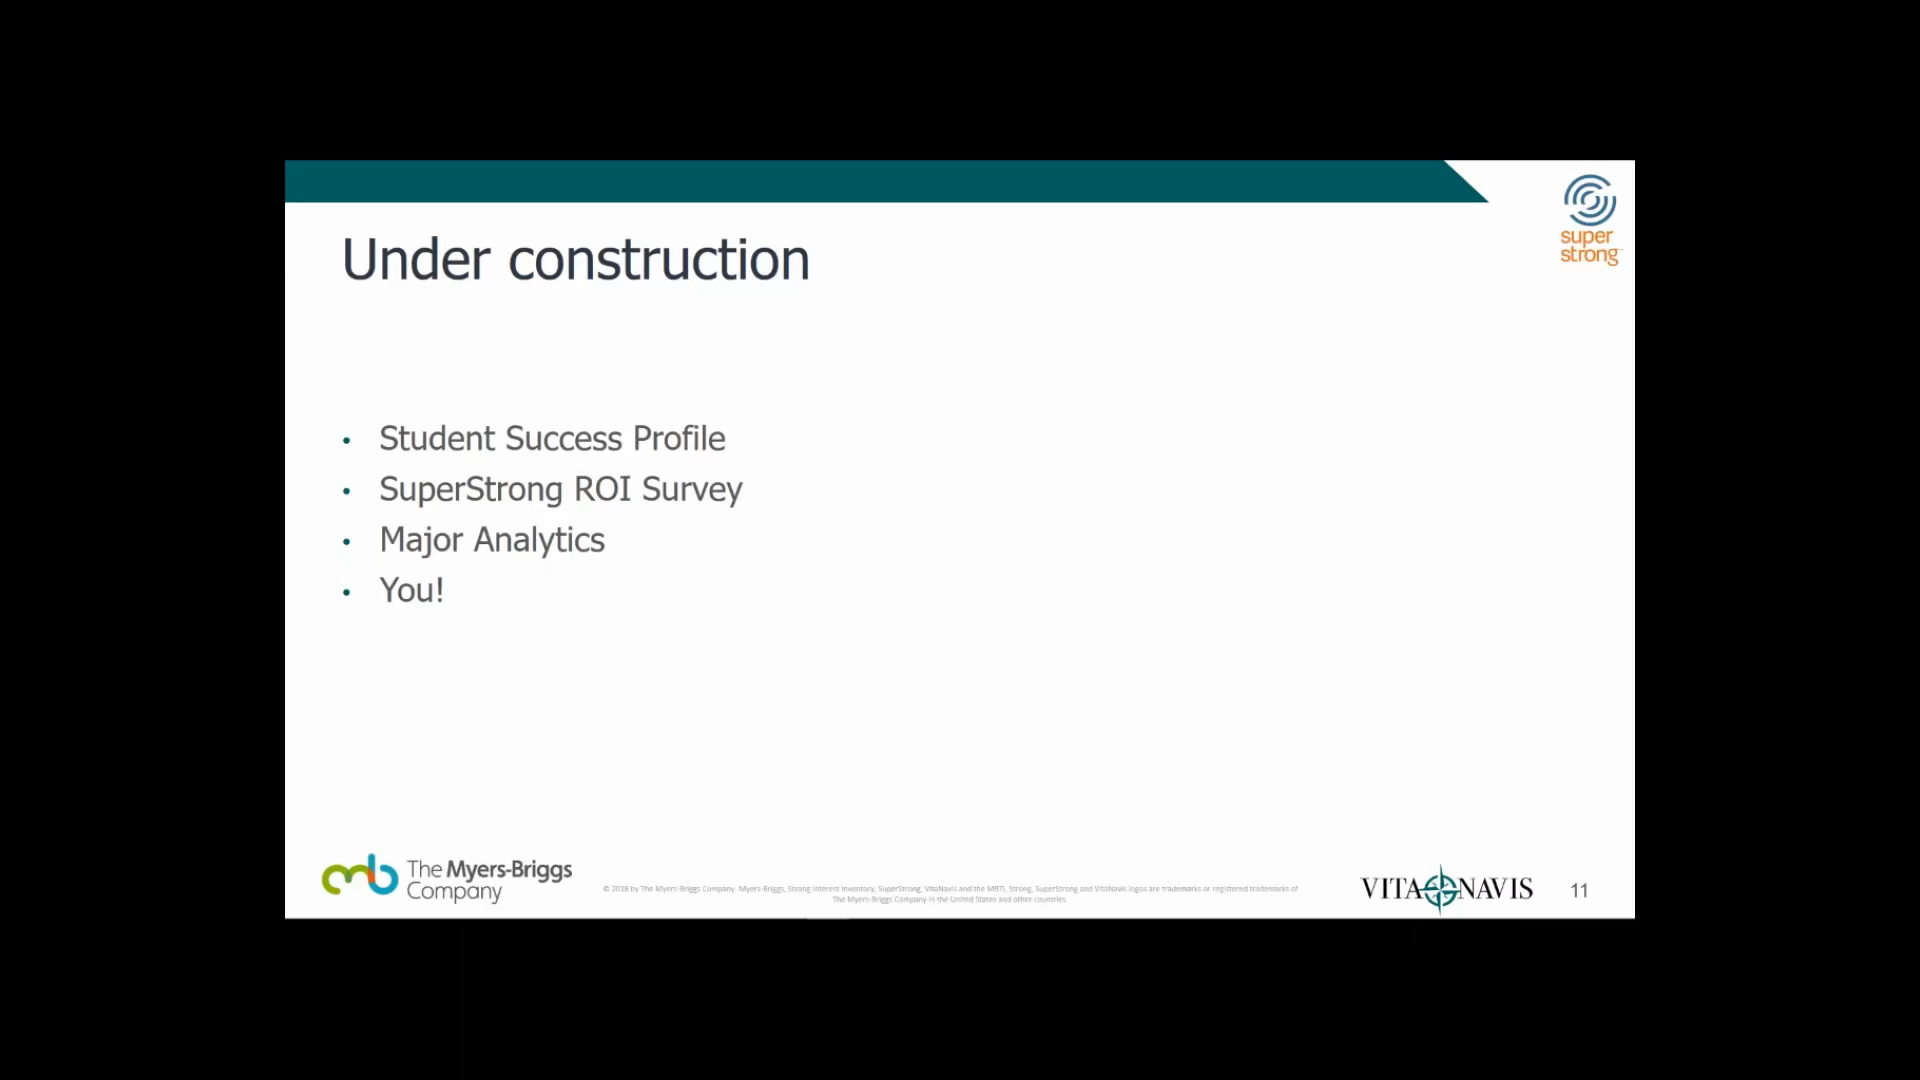 super
strong
Under construction
• Student Success Profile
• SuperStrong ROI Survey
• Major Analytics
• You!
The Myers-Briggs
Company
© 2018 by The Myers-Briggs Company. Myers-Briggs, Strong Interest Inventory, SuperStrong, VitaNavis and the MBTI, Strong, SuperStrong and VitaNavis logos are trademarks or registered trademarks of
The Myers-Briggs Company in the United States and other countries.
VITA NAVIS
11